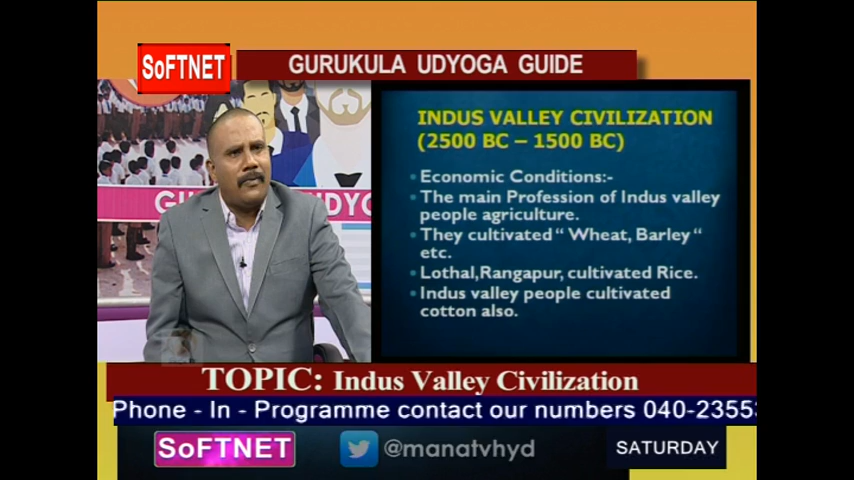 SoFTNET
GURUKULA UDYOGA GUIDE
INDUS VALLEY CIVILIZATION
(2500 BC – 1500 BC)
• Economic Conditions:-
• The main Profession of Indus valley
people agriculture.
• They cultivated “ Wheat, Barley “
etc.
• Lothal,Rangapur, cultivated Rice.
• Indus valley people cultivated
cotton also.
TOPIC: Indus Valley Civilization
Phone - In - Programme contact our numbers 040-2355
SoFTNET
@manatvhyd
SATURDAY